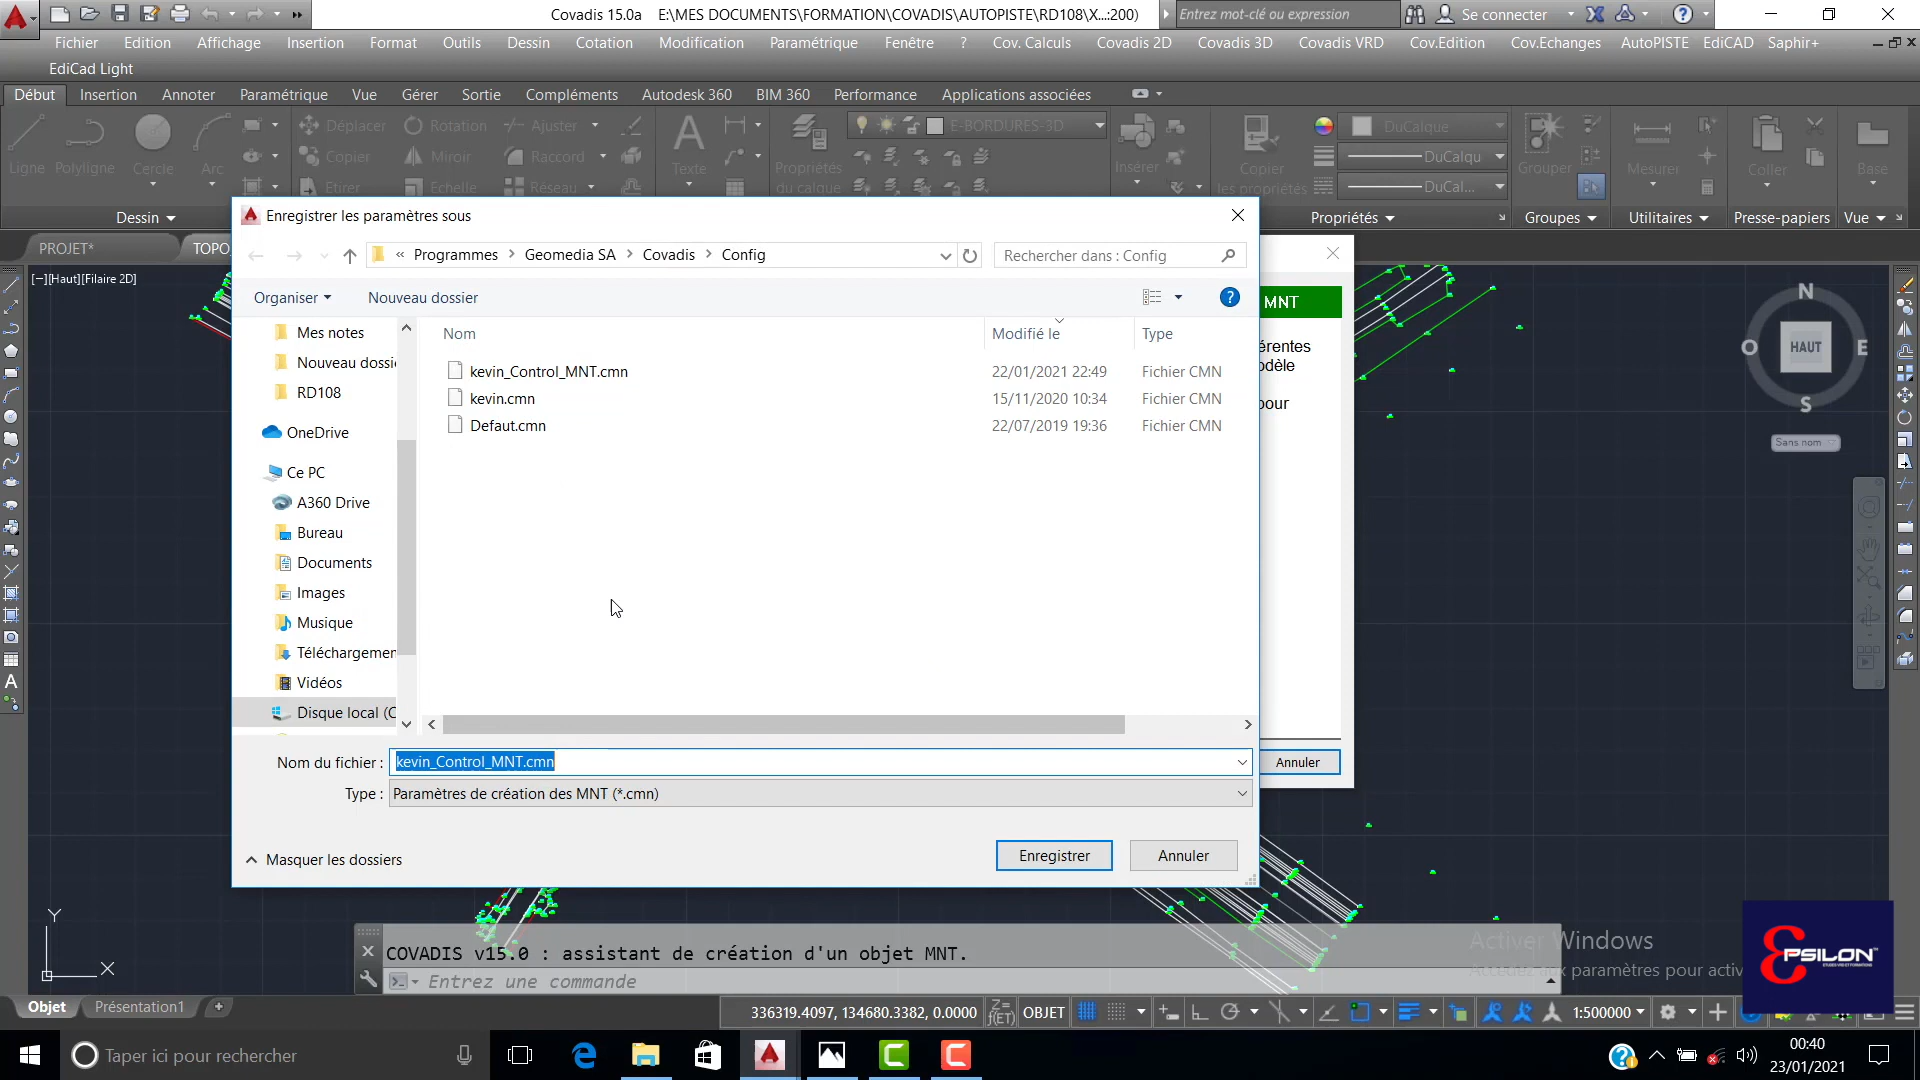 Covadis 15.0a E:\MES DOCUMENTS\FORMATION\COVADIS\AUTOPISTE\RD108\X...:200)
Entrez mot-clé ou expression
Se connecter
Fichier Edition Affichage Insertion Format Outils Dessin Cotation Modification Paramétrique Fenêtre ? Cov. Calculs Covadis 2D Covadis 3D Covadis VRD Cov.Edition Cov.Echanges AutoPISTE EdiCAD Saphir+
EdiCad Light
Début Insertion Annoter Paramétrique Vue Gérer Sortie Compléments Autodesk 360 BIM 360 Performance Applications associées
Déplacer Rotation Ajuster E-BORDURES-3D DuCalque
Copier Miroir Raccord DuCalqu
Ligne Polyligne Cercle Arc Texte Propriétés du calque Insérer Copier les propriétés Grouper Mesurer Coller Base
Etirer Echelle Réseau DuCal...
Dessin Propriétés Groupes Utilitaires Presse-papiers Vue
PROJET* TOPO
[−][Haut][Filaire 2D]
Enregistrer les paramètres sous
« Programmes Geomedia SA Covadis Config
Rechercher dans : Config
Organiser Nouveau dossier
Nom Modifié le Type
kevin_Control_MNT.cmn 22/01/2021 22:49 Fichier CMN
kevin.cmn 15/11/2020 10:34 Fichier CMN
Defaut.cmn 22/07/2019 19:36 Fichier CMN
Mes notes
Nouveau dossi
RD108
OneDrive
Ce PC
A360 Drive
Bureau
Documents
Images
Musique
Téléchargemen
Vidéos
Disque local (C
Nom du fichier : kevin_Control_MNT.cmn
Type : Paramètres de création des MNT (*.cmn)
Masquer les dossiers
Enregistrer Annuler
MNT
érentes
odèle
pour
Annuler
N
O HAUT E
S
Sans nom
Y
X
COVADIS v15.0 : assistant de création d'un objet MNT.
Entrez une commande
Activer Windows
Accédez aux paramètres pour activ
EPSILON
Objet Présentation1 +
336319.4097, 134680.3382, 0.0000 OBJET 1:500000
Taper ici pour rechercher
00:40
23/01/2021